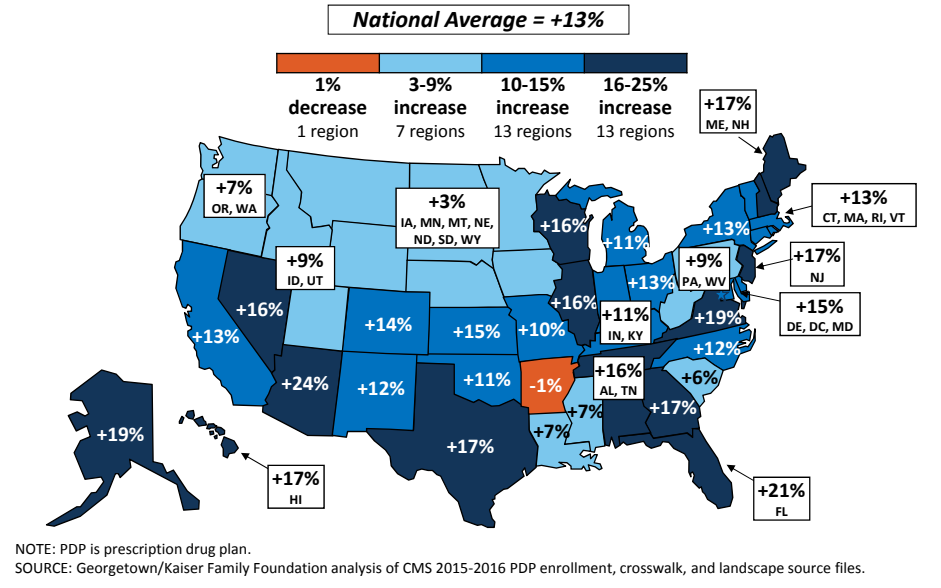 National Average = +13%
1%
decrease
1 region
3-9%
increase
7 regions
10-15%
increase
13 regions
16-25%
increase
13 regions
+17%
ME, NH
+7%
OR, WA
+3%
IA, MN, MT, NE,
ND, SD, WY
+13%
CT, MA, RI, VT
+16%
+13%
+11%
+9%
ID, UT
+9%
PA, WV
+17%
NJ
+13%
+16%
+16%
+15%
DE, DC, MD
+11%
IN, KY
+19%
+14%
+15%
+10%
+13%
+12%
+24%
+12%
+11%
-1%
+16%
AL, TN
+6%
+7%
+17%
+7%
+19%
+17%
+17%
HI
+21%
FL
NOTE: PDP is prescription drug plan.
SOURCE: Georgetown/Kaiser Family Foundation analysis of CMS 2015-2016 PDP enrollment, crosswalk, and landscape source files.